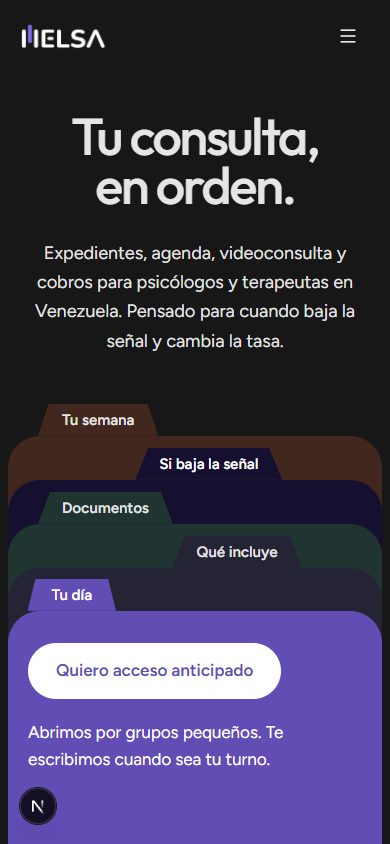 MELSA
Tu consulta,
en orden.
Expedientes, agenda, videoconsulta y
cobros para psicólogos y terapeutas en
Venezuela. Pensado para cuando baja la
señal y cambia la tasa.
Tu semana
Si baja la señal
Documentos
Qué incluye
Tu día
Quiero acceso anticipado
Abrimos por grupos pequeños. Te
escribimos cuando sea tu turno.
N